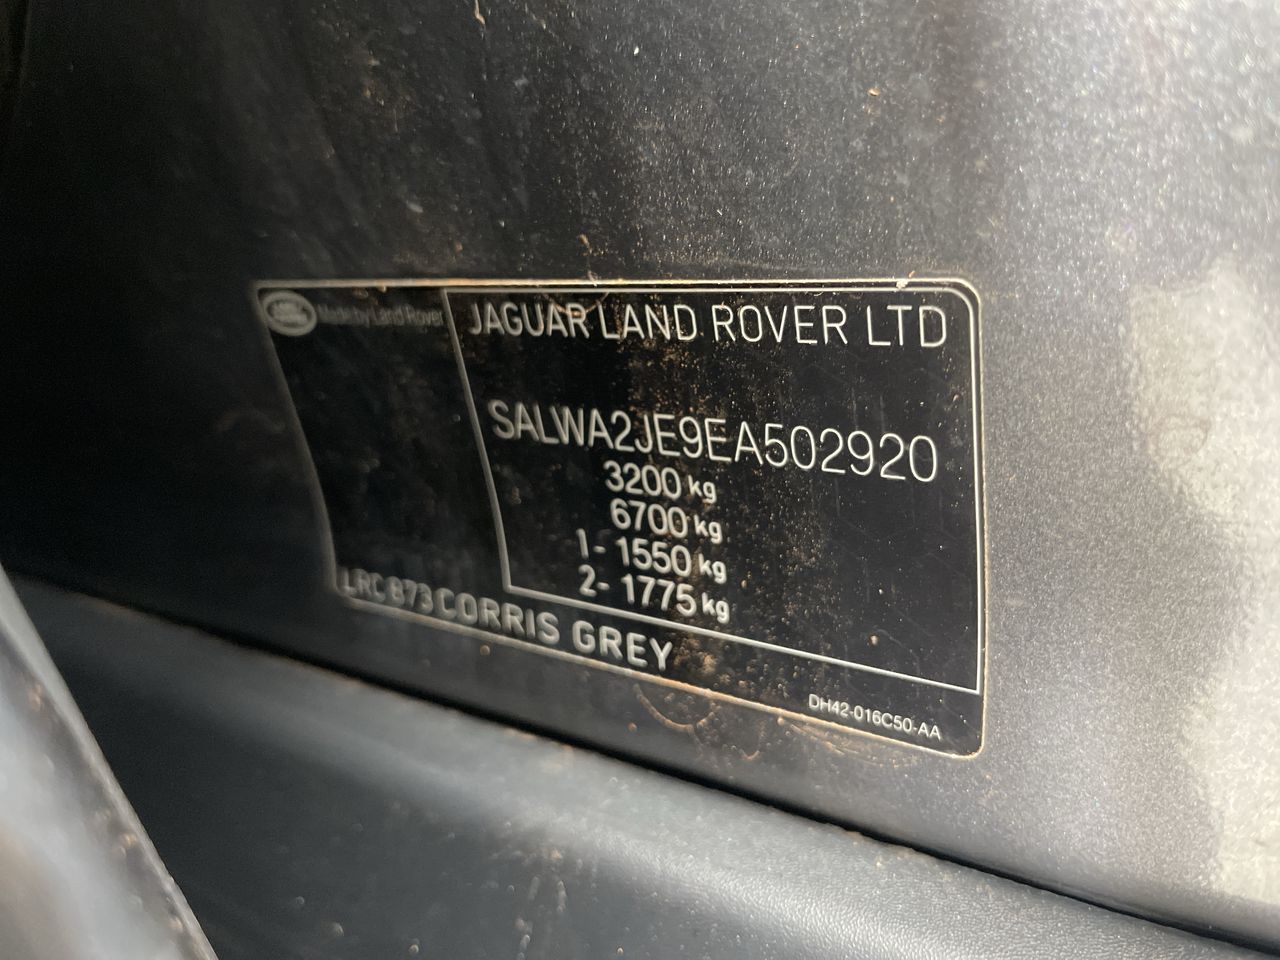 Made by Land Rover
JAGUAR LAND ROVER LTD
SALWA2JE9EA502920
3200 kg
6700 kg
1- 1550 kg
2- 1775 kg
LRC 873 CORRIS GREY
DH42-016C50-AA